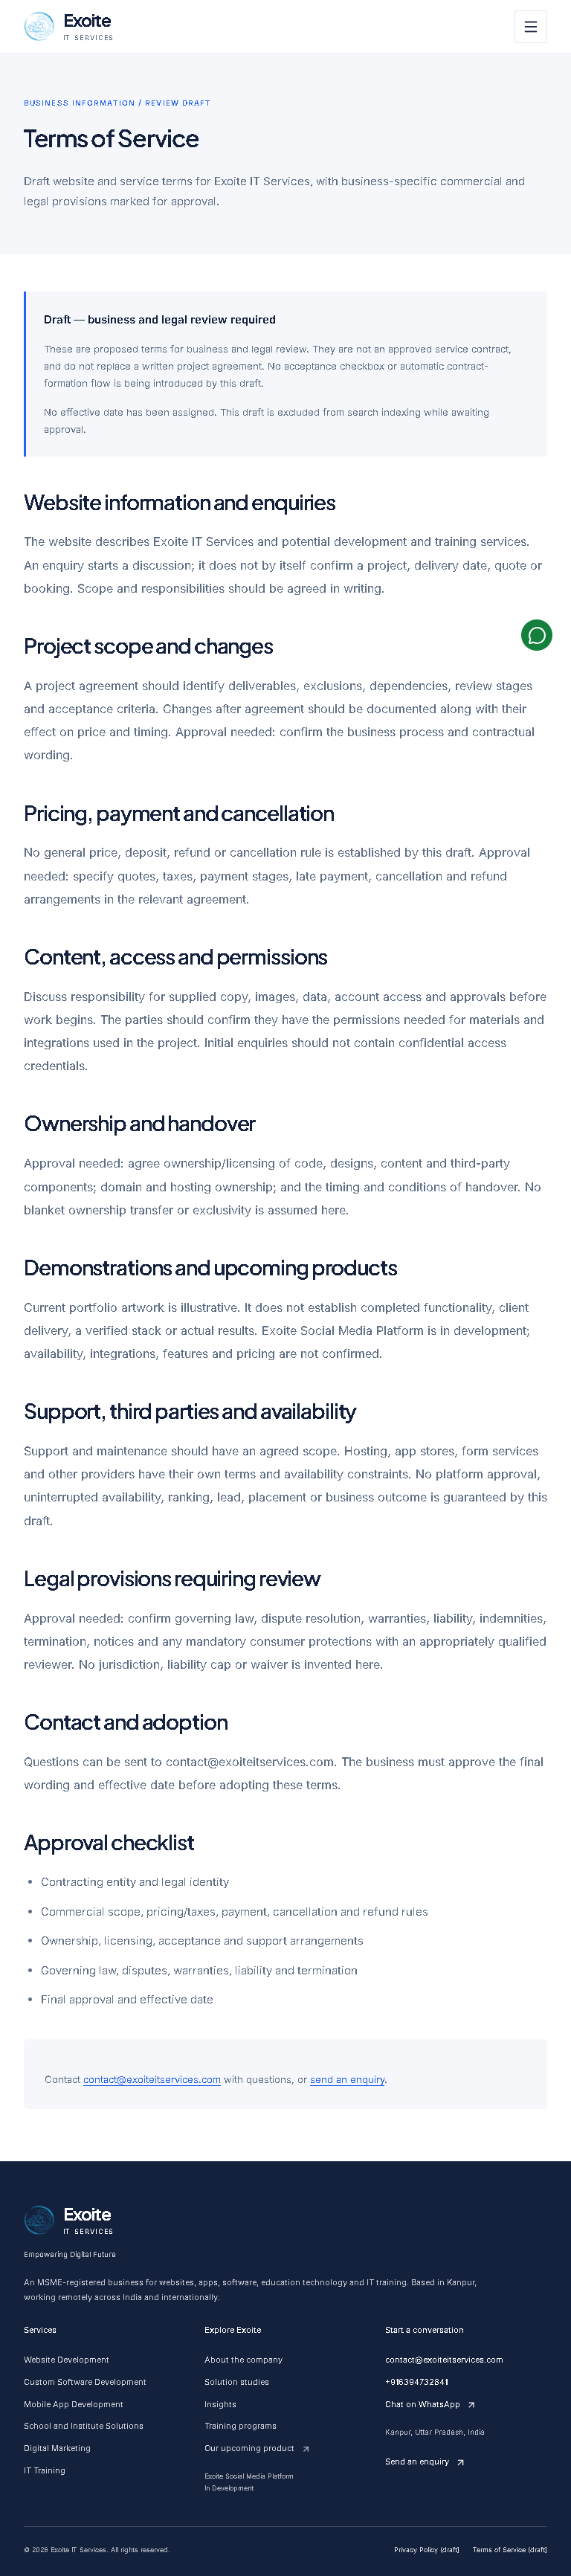 Exoite
IT SERVICES
BUSINESS INFORMATION / REVIEW DRAFT
Terms of Service
Draft website and service terms for Exoite IT Services, with business-specific commercial and
legal provisions marked for approval.
Draft — business and legal review required
These are proposed terms for business and legal review. They are not an approved service contract,
and do not replace a written project agreement. No acceptance checkbox or automatic contract-
formation flow is being introduced by this draft.
No effective date has been assigned. This draft is excluded from search indexing while awaiting
approval.
Website information and enquiries
The website describes Exoite IT Services and potential development and training services.
An enquiry starts a discussion; it does not by itself confirm a project, delivery date, quote or
booking. Scope and responsibilities should be agreed in writing.
Project scope and changes
A project agreement should identify deliverables, exclusions, dependencies, review stages
and acceptance criteria. Changes after agreement should be documented along with their
effect on price and timing. Approval needed: confirm the business process and contractual
wording.
Pricing, payment and cancellation
No general price, deposit, refund or cancellation rule is established by this draft. Approval
needed: specify quotes, taxes, payment stages, late payment, cancellation and refund
arrangements in the relevant agreement.
Content, access and permissions
Discuss responsibility for supplied copy, images, data, account access and approvals before
work begins. The parties should confirm they have the permissions needed for materials and
integrations used in the project. Initial enquiries should not contain confidential access
credentials.
Ownership and handover
Approval needed: agree ownership/licensing of code, designs, content and third-party
components; domain and hosting ownership; and the timing and conditions of handover. No
blanket ownership transfer or exclusivity is assumed here.
Demonstrations and upcoming products
Current portfolio artwork is illustrative. It does not establish completed functionality, client
delivery, a verified stack or actual results. Exoite Social Media Platform is in development;
availability, integrations, features and pricing are not confirmed.
Support, third parties and availability
Support and maintenance should have an agreed scope. Hosting, app stores, form services
and other providers have their own terms and availability constraints. No platform approval,
uninterrupted availability, ranking, lead, placement or business outcome is guaranteed by this
draft.
Legal provisions requiring review
Approval needed: confirm governing law, dispute resolution, warranties, liability, indemnities,
termination, notices and any mandatory consumer protections with an appropriately qualified
reviewer. No jurisdiction, liability cap or waiver is invented here.
Contact and adoption
Questions can be sent to contact@exoiteitservices.com. The business must approve the final
wording and effective date before adopting these terms.
Approval checklist
• Contracting entity and legal identity
• Commercial scope, pricing/taxes, payment, cancellation and refund rules
• Ownership, licensing, acceptance and support arrangements
• Governing law, disputes, warranties, liability and termination
• Final approval and effective date
Contact contact@exoiteitservices.com with questions, or send an enquiry.
Exoite
IT SERVICES
Empowering Digital Future
An MSME-registered business for websites, apps, software, education technology and IT training. Based in Kanpur,
working remotely across India and internationally.
Services
Website Development
Custom Software Development
Mobile App Development
School and Institute Solutions
Digital Marketing
IT Training
Explore Exoite
About the company
Solution studies
Insights
Training programs
Our upcoming product
Exoite Social Media Platform
In Development
Start a conversation
contact@exoiteitservices.com
+916394732841
Chat on WhatsApp
Kanpur, Uttar Pradesh, India
Send an enquiry
© 2026 Exoite IT Services. All rights reserved.
Privacy Policy (draft)
Terms of Service (draft)